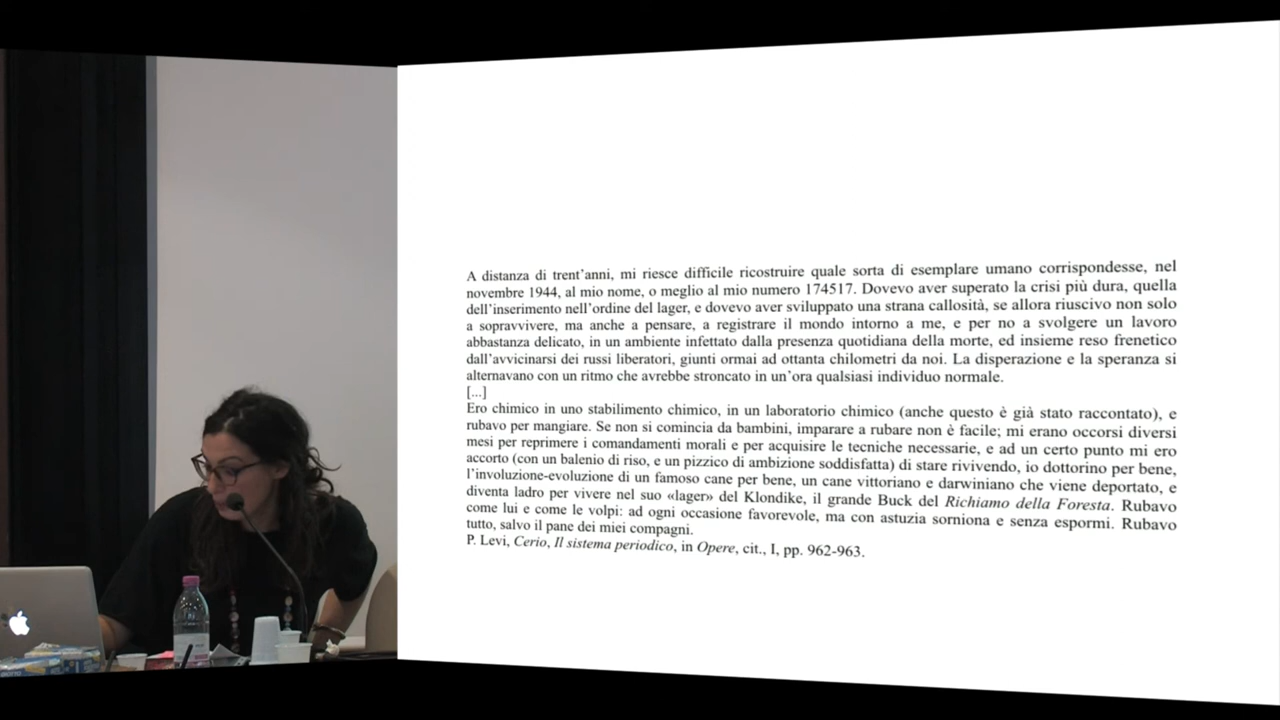 A distanza di trent'anni, mi riesce difficile ricostruire quale sorta di esemplare umano corrispondesse, nel
novembre 1944, al mio nome, o meglio al mio numero 174517. Dovevo aver superato la crisi più dura, quella
dell'inserimento nell'ordine del lager, e dovevo aver sviluppato una strana callosità, se allora riuscivo non solo
a sopravvivere, ma anche a pensare, a registrare il mondo intorno a me, e per no a svolgere un lavoro
abbastanza delicato, in un ambiente infettato dalla presenza quotidiana della morte, ed insieme reso frenetico
dall'avvicinarsi dei russi liberatori, giunti ormai ad ottanta chilometri da noi. La disperazione e la speranza si
alternavano con un ritmo che avrebbe stroncato in un'ora qualsiasi individuo normale.
[...]
Ero chimico in uno stabilimento chimico, in un laboratorio chimico (anche questo è già stato raccontato), e
rubavo per mangiare. Se non si comincia da bambini, imparare a rubare non è facile; mi erano occorsi diversi
mesi per reprimere i comandamenti morali e per acquisire le tecniche necessarie, e ad un certo punto mi ero
accorto (con un balenio di riso, e un pizzico di ambizione soddisfatta) di stare rivivendo, io dottorino per bene,
l'involuzione-evoluzione di un famoso cane per bene, un cane vittoriano e darwiniano che viene deportato, e
diventa ladro per vivere nel suo «lager» del Klondike, il grande Buck del Richiamo della Foresta. Rubavo
come lui e come le volpi: ad ogni occasione favorevole, ma con astuzia sorniona e senza espormi. Rubavo
tutto, salvo il pane dei miei compagni.
P. Levi, Cerio, Il sistema periodico, in Opere, cit., I, pp. 962-963.